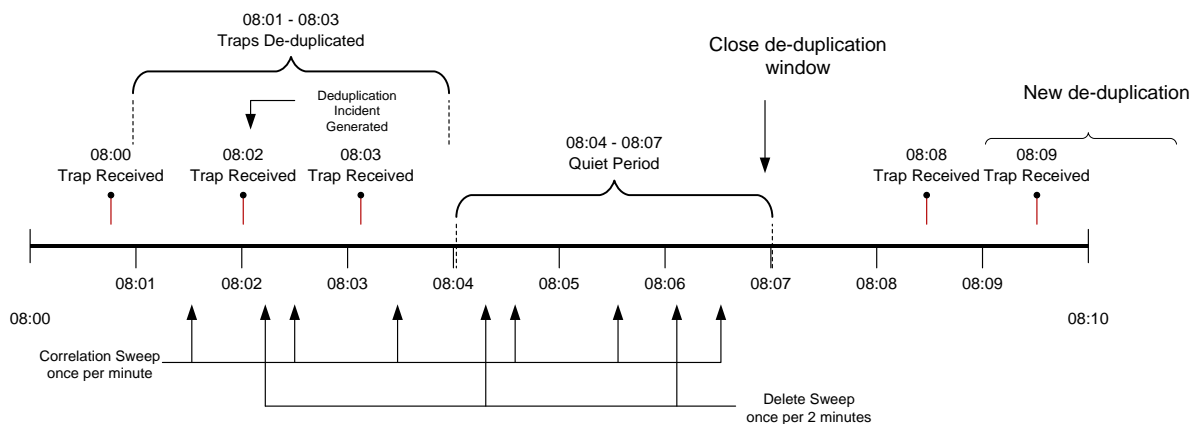 08:01 - 08:03
Traps De-duplicated
Close de-duplication
window
New de-duplication
Deduplication
Incident
Generated
08:04 - 08:07
Quiet Period
08:00
Trap Received
08:02
Trap Received
08:03
Trap Received
08:08
Trap Received
08:09
Trap Received
08:01
08:02
08:03
08:04
08:05
08:06
08:07
08:08
08:09
08:00
08:10
Correlation Sweep
once per minute
Delete Sweep
once per 2 minutes